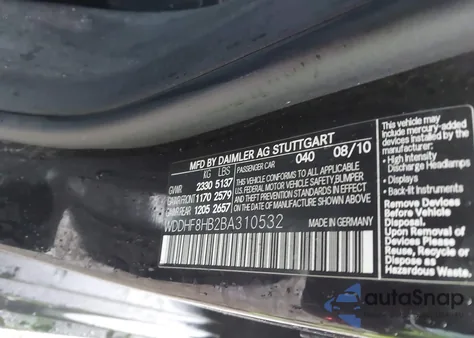 MFD BY DAIMLER AG STUTTGART
KG LBS
GVWR 2330 5137
GAWR FRONT 1170 2579
GAWR REAR 1205 2657
PASSENGER CAR 040 08/10
THIS VEHICLE CONFORMS TO ALL APPLICABLE
U.S. FEDERAL MOTOR VEHICLE SAFETY, BUMPER,
AND THEFT PREVENTION STANDARDS IN EFFECT ON THE
DATE OF MANUFACTURE SHOWN ABOVE.
WDDHF8HB2BA310532
MADE IN GERMANY
This vehicle may
include mercury-added
devices installed by the
manufacturer:
• High Intensity
Discharge Headlamps
• Displays
• Back-lit Instruments
Remove Devices
Before Vehicle
Disposal.
Upon Removal of
Devices Please
Reuse, Recycle,
or Dispose as
Hazardous Waste.
autoSnap